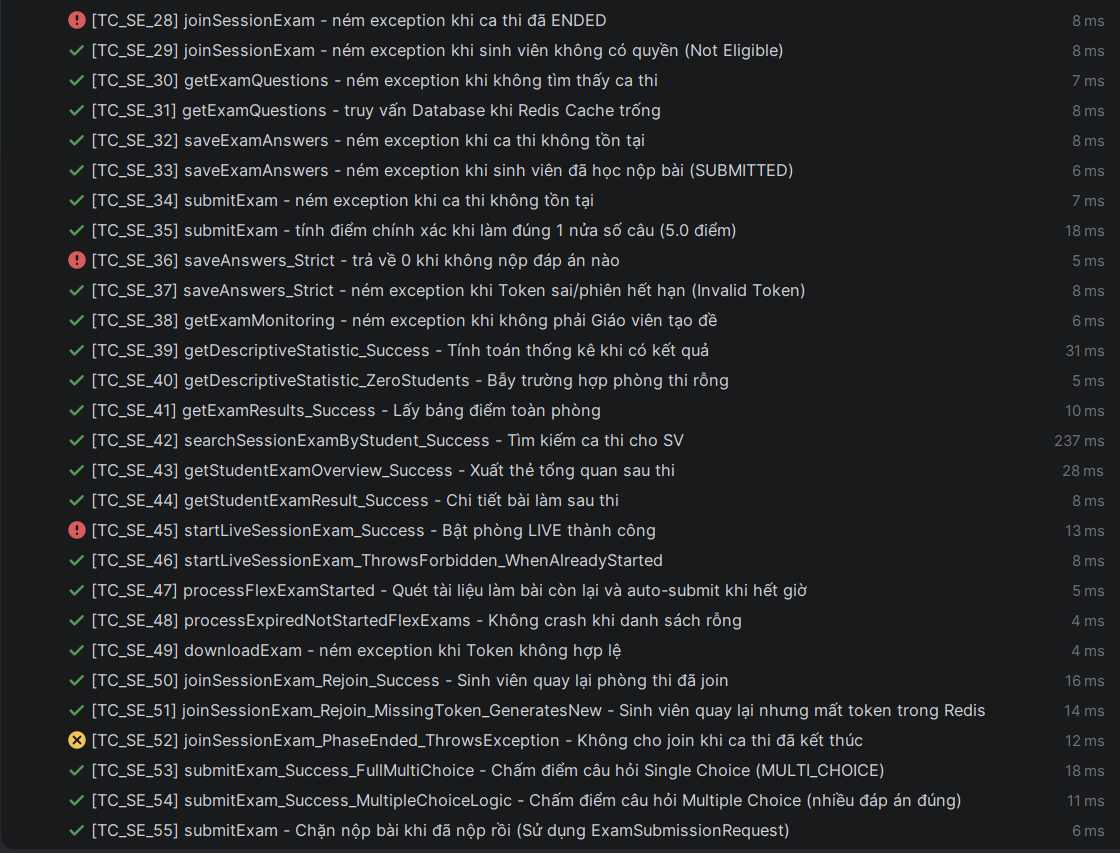 [TC_SE_28] joinSessionExam - ném exception khi ca thi đã ENDED 8 ms
[TC_SE_29] joinSessionExam - ném exception khi sinh viên không có quyền (Not Eligible) 8 ms
[TC_SE_30] getExamQuestions - ném exception khi không tìm thấy ca thi 7 ms
[TC_SE_31] getExamQuestions - truy vấn Database khi Redis Cache trống 8 ms
[TC_SE_32] saveExamAnswers - ném exception khi ca thi không tồn tại 8 ms
[TC_SE_33] saveExamAnswers - ném exception khi sinh viên đã học nộp bài (SUBMITTED) 6 ms
[TC_SE_34] submitExam - ném exception khi ca thi không tồn tại 7 ms
[TC_SE_35] submitExam - tính điểm chính xác khi làm đúng 1 nửa số câu (5.0 điểm) 18 ms
[TC_SE_36] saveAnswers_Strict - trả về 0 khi không nộp đáp án nào 5 ms
[TC_SE_37] saveAnswers_Strict - ném exception khi Token sai/phiên hết hạn (Invalid Token) 8 ms
[TC_SE_38] getExamMonitoring - ném exception khi không phải Giáo viên tạo đề 6 ms
[TC_SE_39] getDescriptiveStatistic_Success - Tính toán thống kê khi có kết quả 31 ms
[TC_SE_40] getDescriptiveStatistic_ZeroStudents - Bẫy trường hợp phòng thi rỗng 5 ms
[TC_SE_41] getExamResults_Success - Lấy bảng điểm toàn phòng 10 ms
[TC_SE_42] searchSessionExamByStudent_Success - Tìm kiếm ca thi cho SV 237 ms
[TC_SE_43] getStudentExamOverview_Success - Xuất thẻ tổng quan sau thi 28 ms
[TC_SE_44] getStudentExamResult_Success - Chi tiết bài làm sau thi 8 ms
[TC_SE_45] startLiveSessionExam_Success - Bật phòng LIVE thành công 13 ms
[TC_SE_46] startLiveSessionExam_ThrowsForbidden_WhenAlreadyStarted 8 ms
[TC_SE_47] processFlexExamStarted - Quét tài liệu làm bài còn lại và auto-submit khi hết giờ 5 ms
[TC_SE_48] processExpiredNotStartedFlexExams - Không crash khi danh sách rỗng 4 ms
[TC_SE_49] downloadExam - ném exception khi Token không hợp lệ 4 ms
[TC_SE_50] joinSessionExam_Rejoin_Success - Sinh viên quay lại phòng thi đã join 16 ms
[TC_SE_51] joinSessionExam_Rejoin_MissingToken_GeneratesNew - Sinh viên quay lại nhưng mất token trong Redis 14 ms
[TC_SE_52] joinSessionExam_PhaseEnded_ThrowsException - Không cho join khi ca thi đã kết thúc 12 ms
[TC_SE_53] submitExam_Success_FullMultiChoice - Chấm điểm câu hỏi Single Choice (MULTI_CHOICE) 18 ms
[TC_SE_54] submitExam_Success_MultipleChoiceLogic - Chấm điểm câu hỏi Multiple Choice (nhiều đáp án đúng) 11 ms
[TC_SE_55] submitExam - Chặn nộp bài khi đã nộp rồi (Sử dụng ExamSubmissionRequest) 6 ms